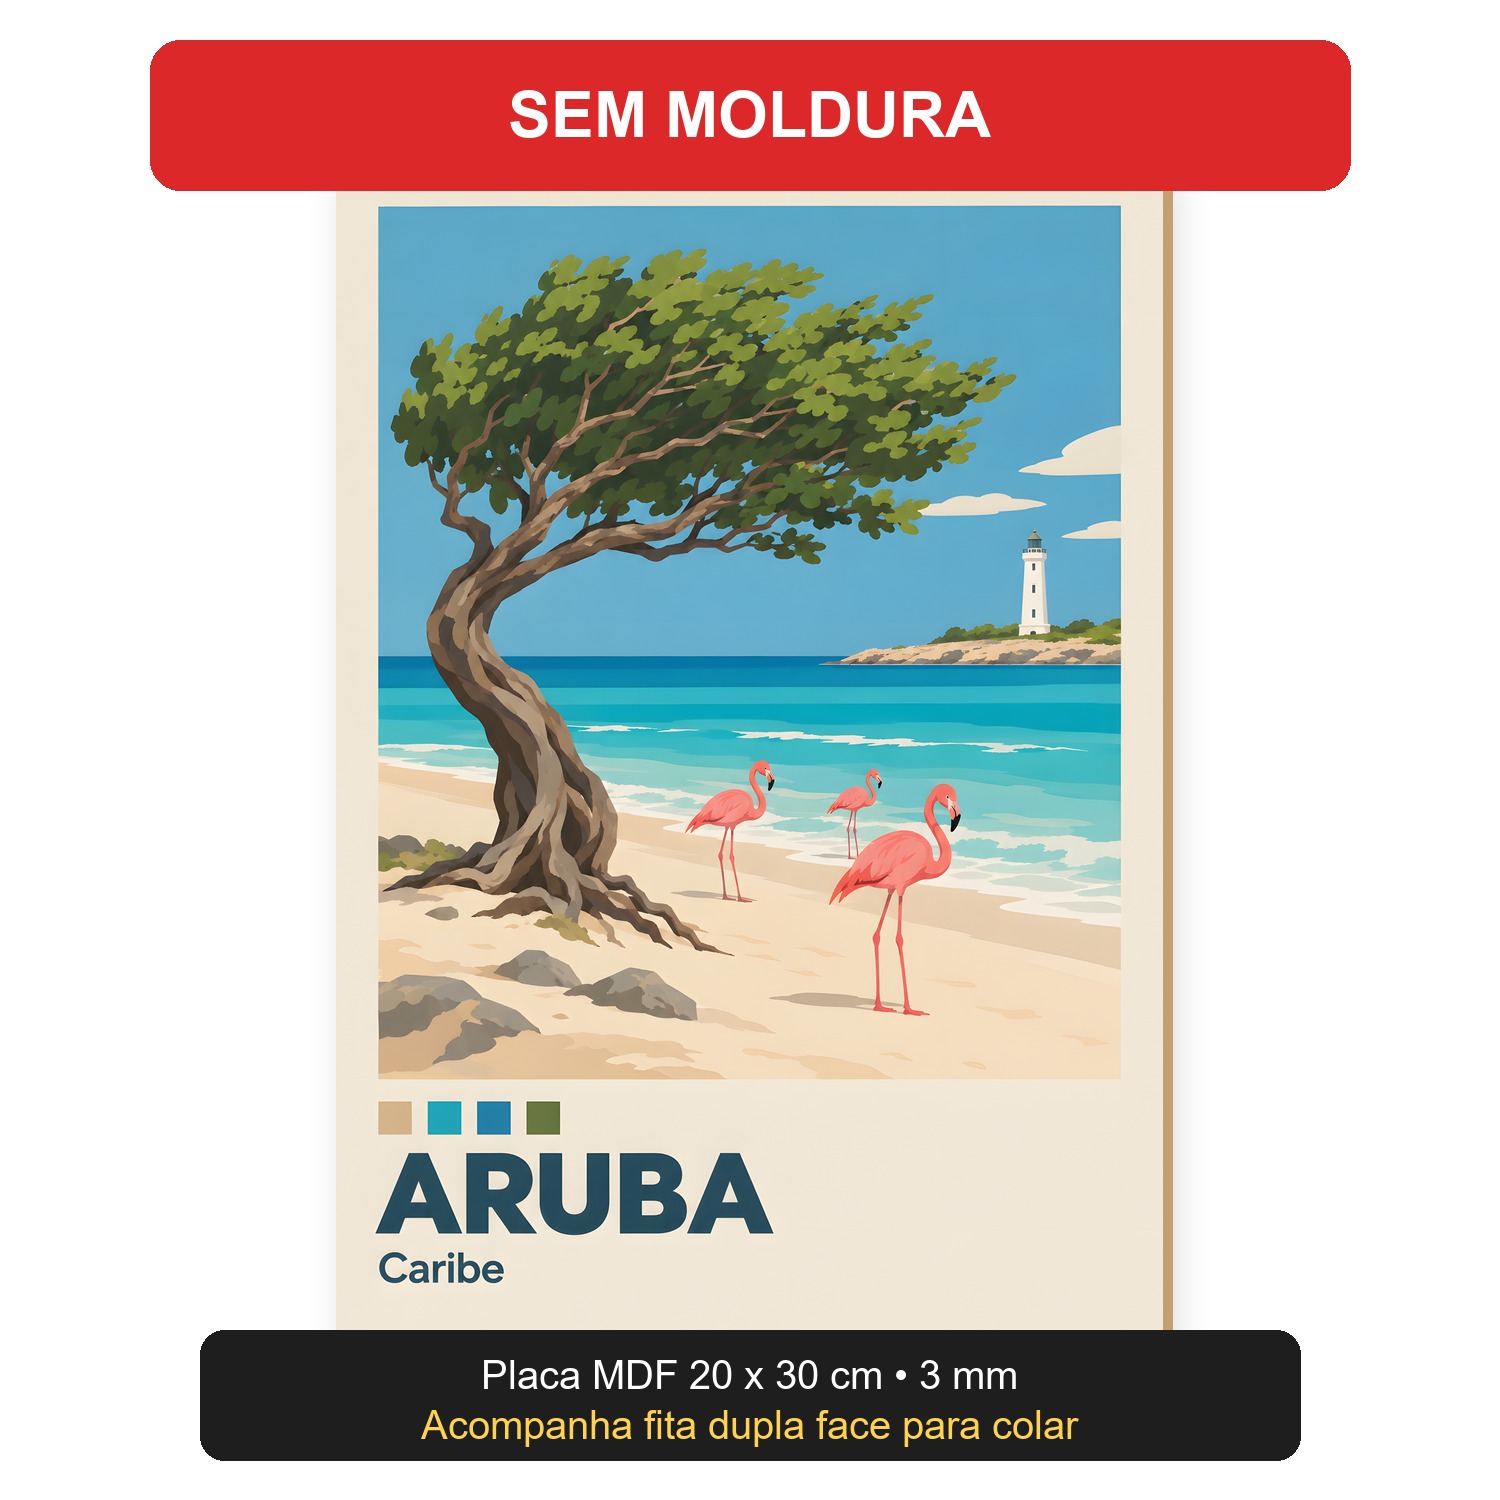 SEM MOLDURA
ARUBA
Caribe
Placa MDF 20 x 30 cm • 3 mm
Acompanha fita dupla face para colar